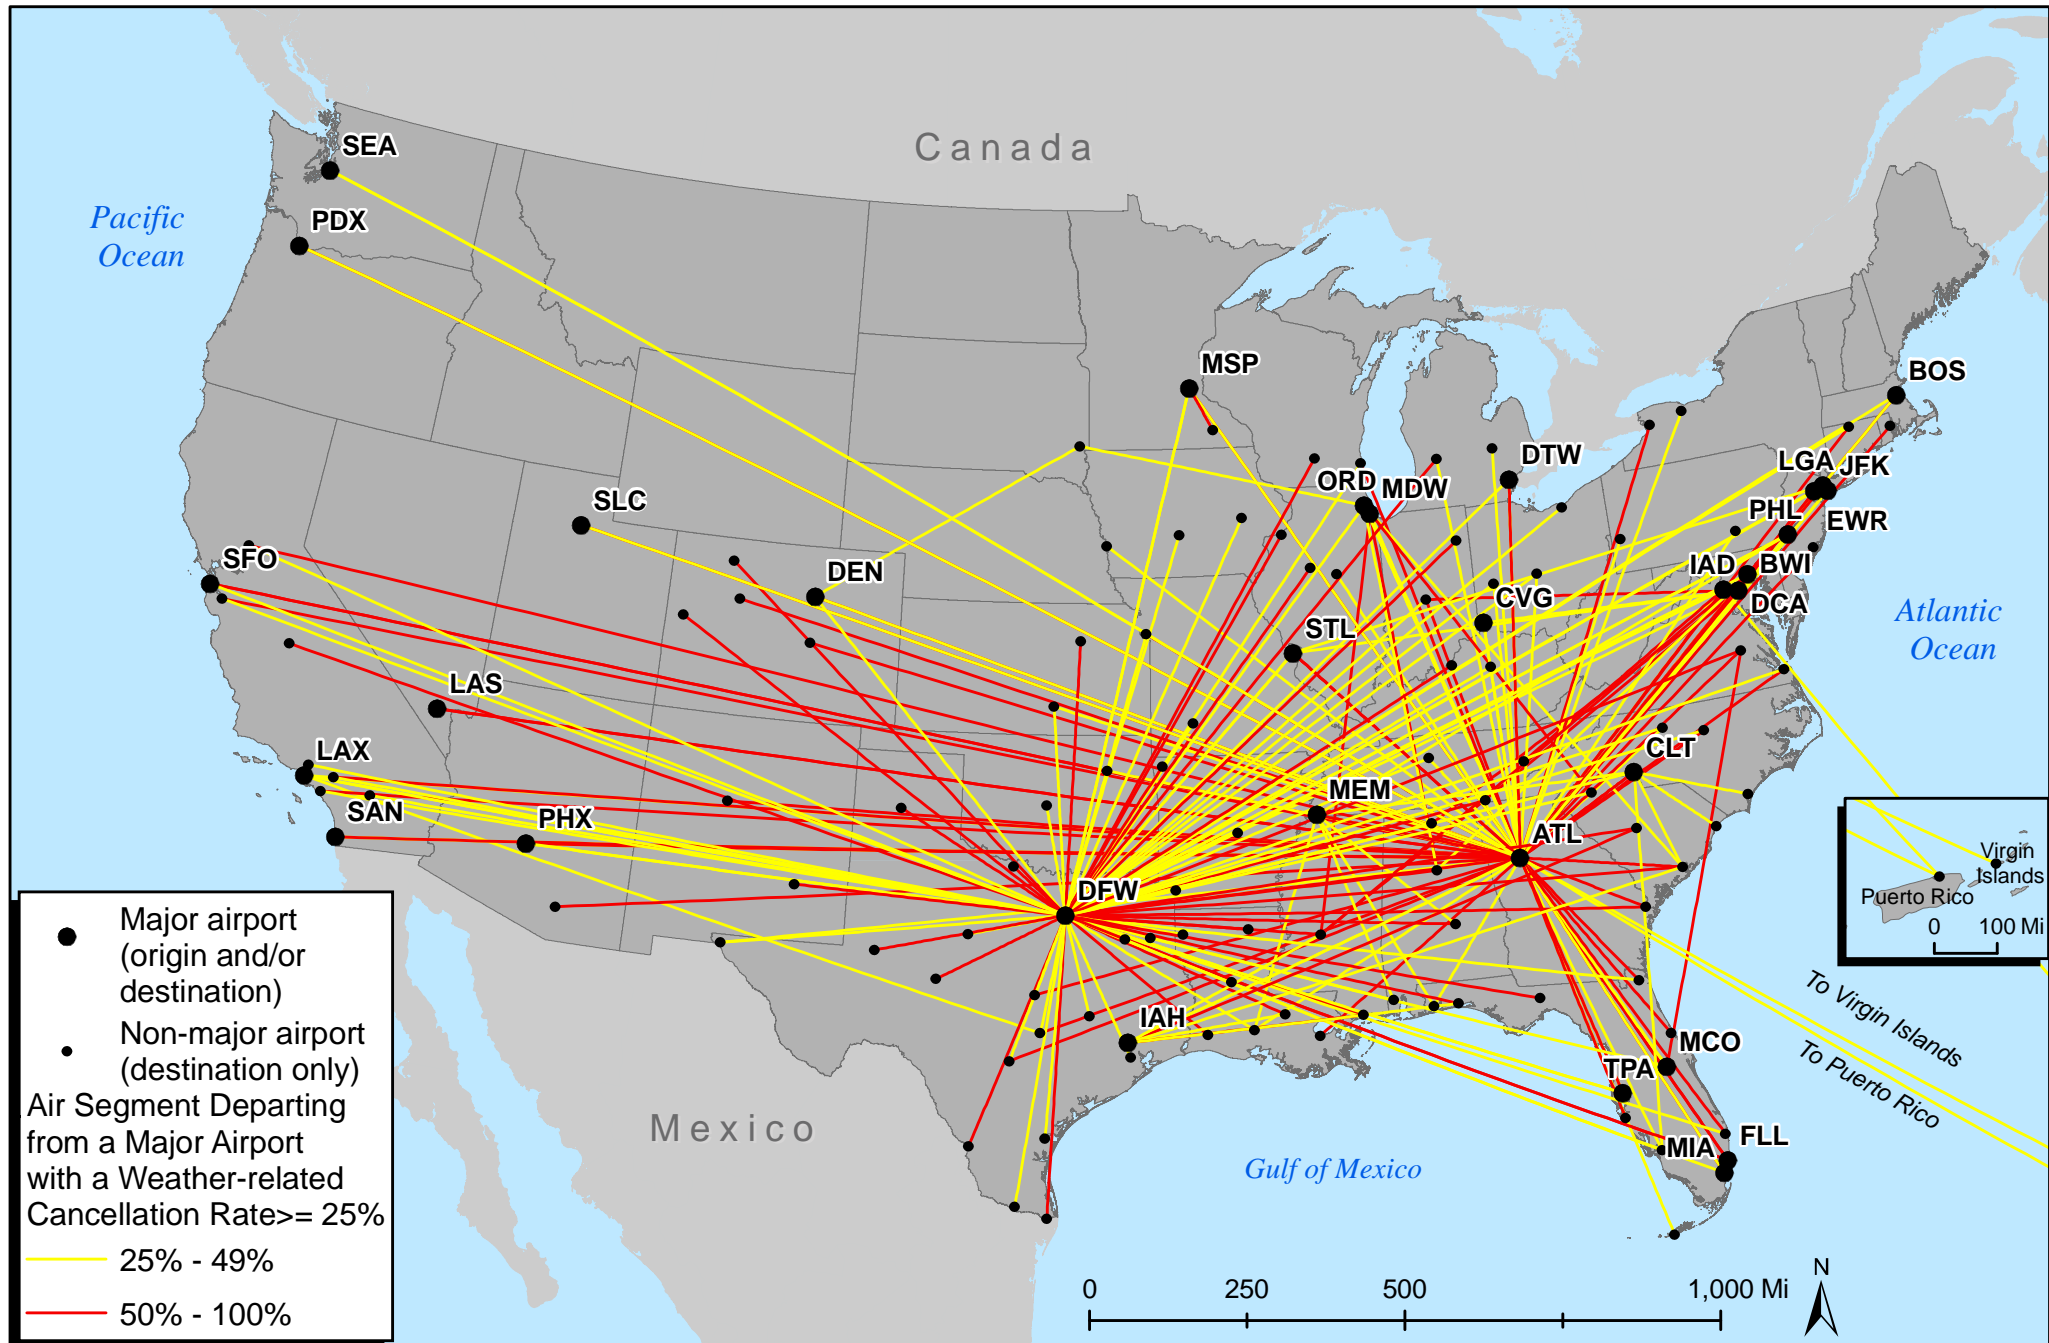 Canada
SEA
PDX
Pacific
Ocean
MSP
BOS
DTW
LGA
JFK
ORD
MDW
SLC
PHL
EWR
SFO
DEN
IAD
BWI
CVG
DCA
STL
Atlantic
Ocean
LAS
LAX
CLT
MEM
SAN
PHX
ATL
DFW
Virgin
Islands
Puerto Rico
0 100 Mi
IAH
To Virgin Islands
To Puerto Rico
MCO
TPA
FLL
MIA
Mexico
Gulf of Mexico
Major airport
(origin and/or
destination)
Non-major airport
(destination only)
Air Segment Departing
from a Major Airport
with a Weather-related
Cancellation Rate>= 25%
25% - 49%
50% - 100%
0 250 500 1,000 Mi
N